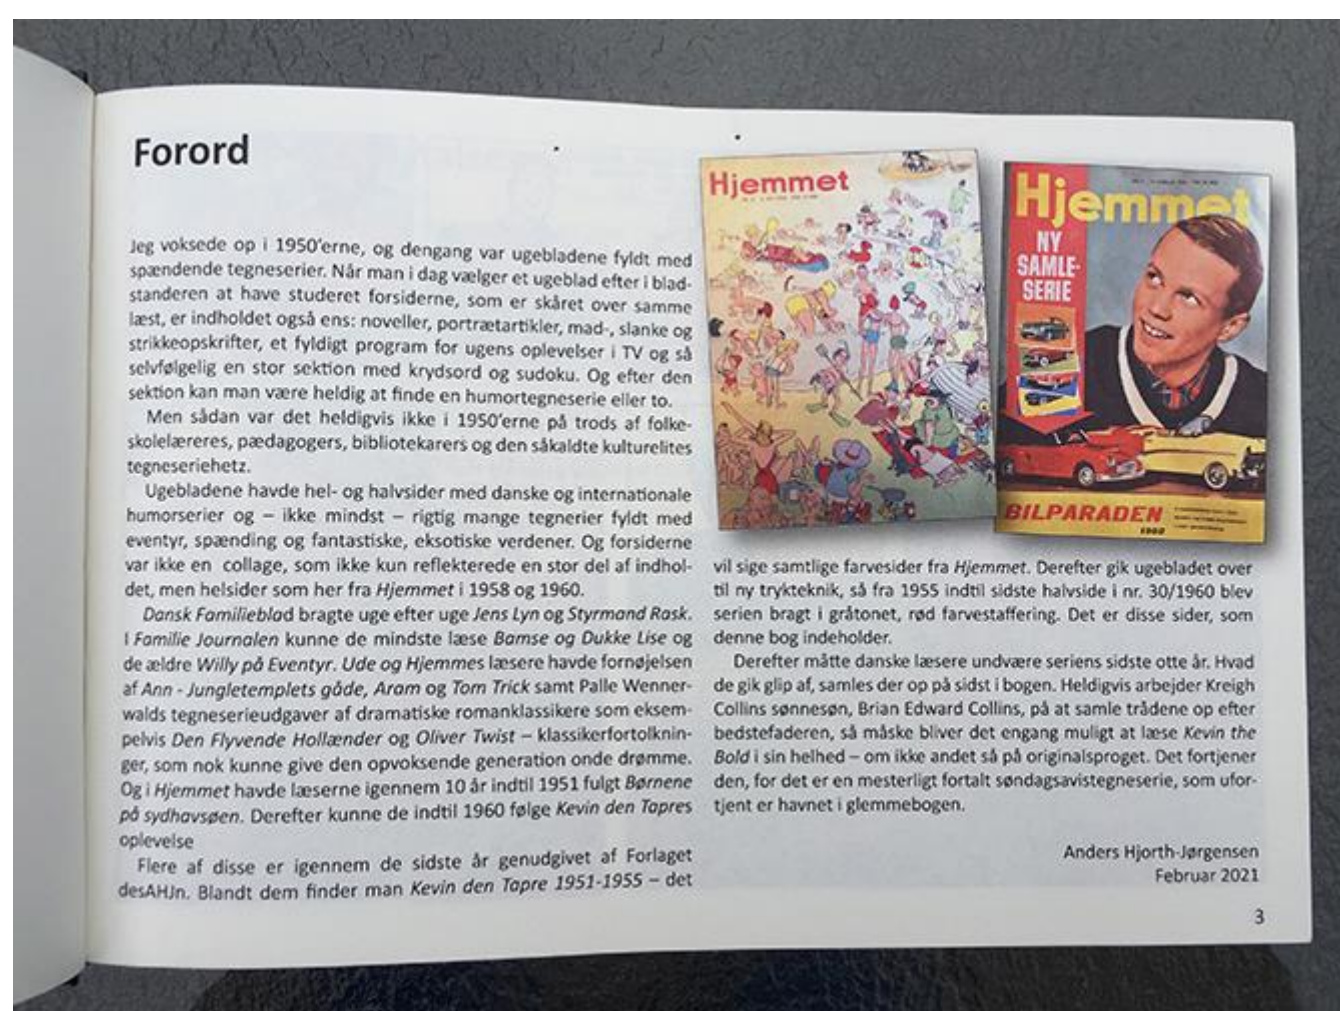 Forord
Jeg voksede op i 1950'erne, og dengang var ugebladene fyldt med
spændende tegneserier. Når man i dag vælger et ugeblad efter i blad-
standeren at have studeret forsiderne, som er skåret over samme
læst, er indholdet også ens: noveller, portrætartikler, mad-, slanke og
strikkeopskrifter, et fyldigt program for ugens oplevelser i TV og så
selvfølgelig en stor sektion med krydsord og sudoku. Og efter den
sektion kan man være heldig at finde en humortegneserie eller to.
Men sådan var det heldigvis ikke i 1950'erne på trods af folke-
skolelæreres, pædagogers, bibliotekarers og den såkaldte kulturelites
tegneseriehetz.
Ugebladene havde hel- og halvsider med danske og internationale
humorserier og – ikke mindst – rigtig mange tegnerier fyldt med
eventyr, spænding og fantastiske, eksotiske verdener. Og forsiderne
var ikke en collage, som ikke kun reflekterede en stor del af indhol-
det, men helsider som her fra Hjemmet i 1958 og 1960.
Dansk Familieblad bragte uge efter uge Jens Lyn og Styrmand Rask.
I Familie Journalen kunne de mindste læse Bamse og Dukke Lise og
de ældre Willy på Eventyr. Ude og Hjemmes læsere havde fornøjelsen
af Ann - Jungletemplets gåde, Aram og Tom Trick samt Palle Wenner-
walds tegneserieudgaver af dramatiske romanklassikere som eksem-
pelvis Den Flyvende Hollænder og Oliver Twist – klassikerfortolknin-
ger, som nok kunne give den opvoksende generation onde drømme.
Og i Hjemmet havde læserne igennem 10 år indtil 1951 fulgt Børnene
på sydhavsøen. Derefter kunne de indtil 1960 følge Kevin den Tapres
oplevelse
Flere af disse er igennem de sidste år genudgivet af Forlaget
desAHJn. Blandt dem finder man Kevin den Tapre 1951-1955 – det
Hjemmet
Hjemmet
NY
SAMLE-
SERIE
BILPARADEN
1960
vil sige samtlige farvesider fra Hjemmet. Derefter gik ugebladet over
til ny trykteknik, så fra 1955 indtil sidste halvside i nr. 30/1960 blev
serien bragt i gråtonet, rød farvestaffering. Det er disse sider, som
denne bog indeholder.
Derefter måtte danske læsere undvære seriens sidste otte år. Hvad
de gik glip af, samles der op på sidst i bogen. Heldigvis arbejder Kreigh
Collins sønnesøn, Brian Edward Collins, på at samle trådene op efter
bedstefaderen, så måske bliver det engang muligt at læse Kevin the
Bold i sin helhed – om ikke andet så på originalsproget. Det fortjener
den, for det er en mesterligt fortalt søndagsavistegneserie, som ufor-
tjent er havnet i glemmebogen.
Anders Hjorth-Jørgensen
Februar 2021
3